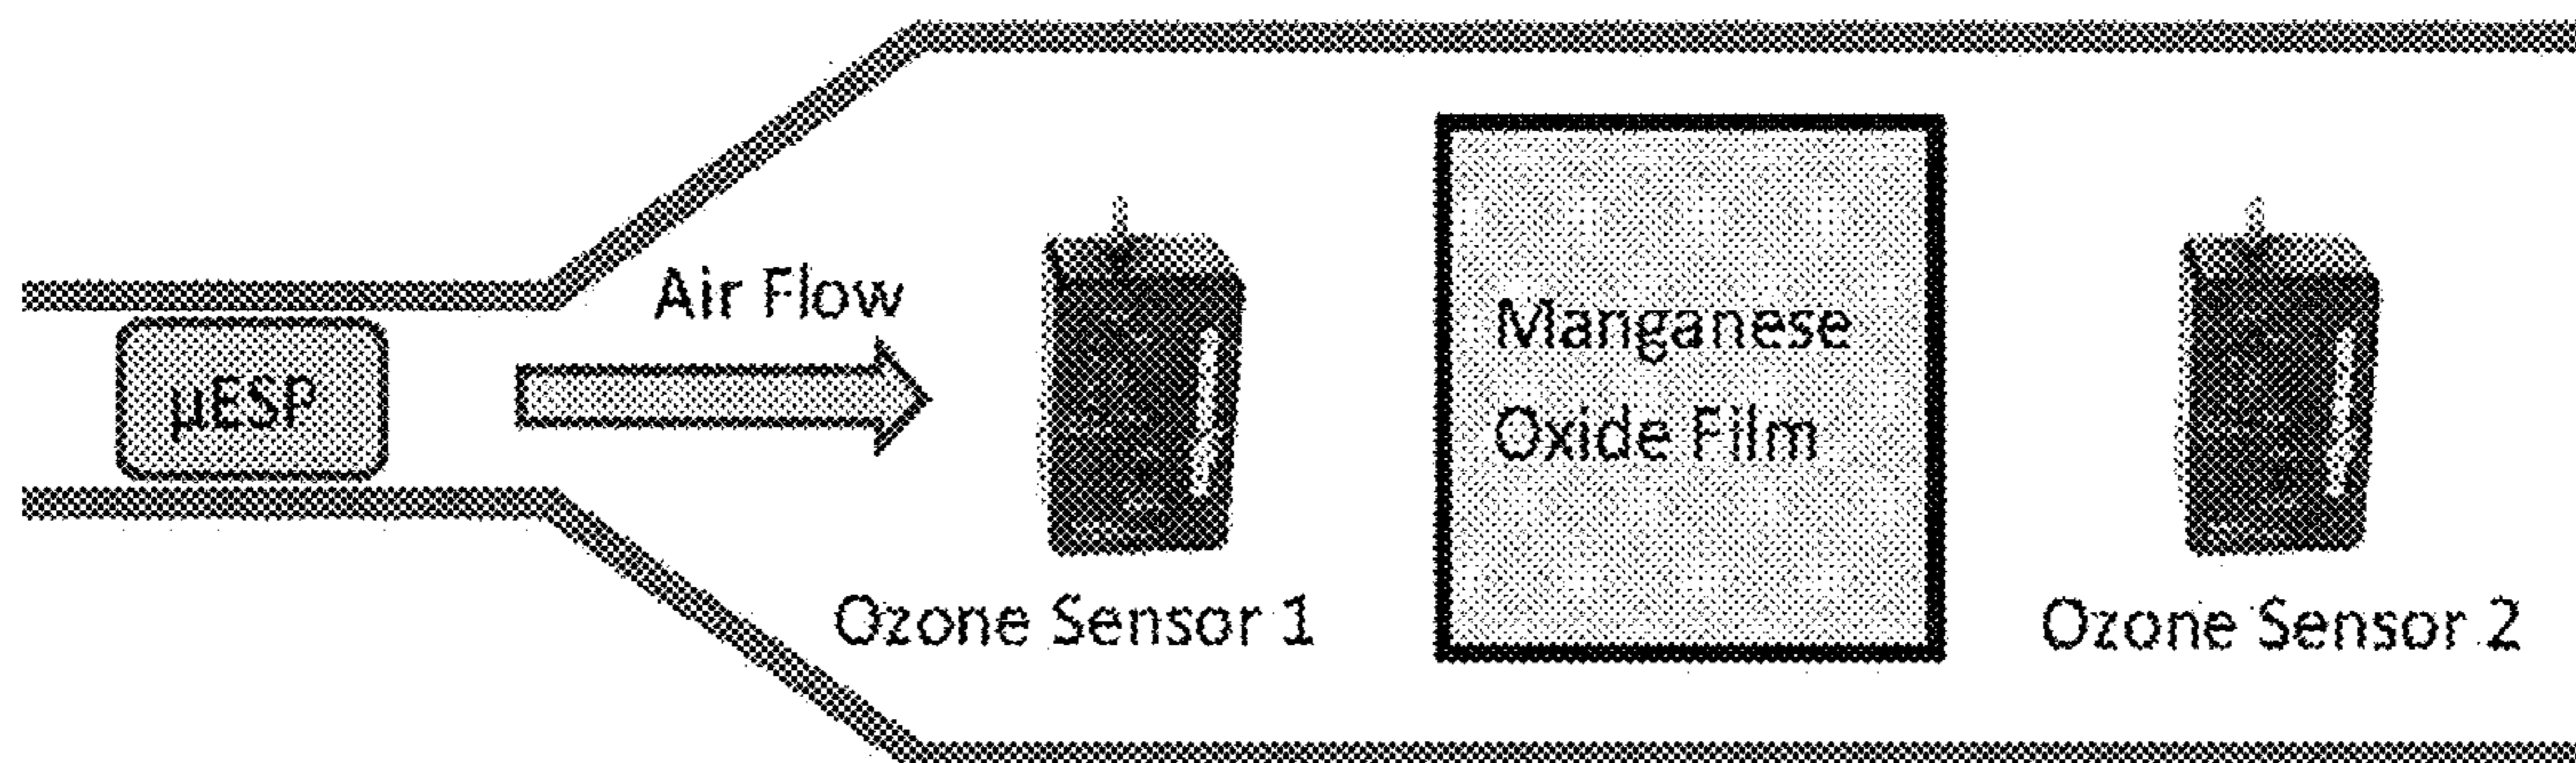 Air Flow
µESP
Manganese
Oxide Film
Ozone Sensor 1
Ozone Sensor 2